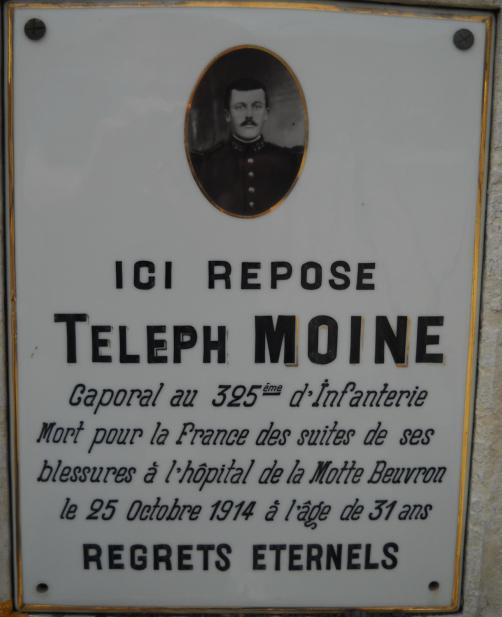 ICI REPOSE
TELEPH MOINE
Caporal au 325ème d'Infanterie
Mort pour la France des suites de ses
blessures à l'hôpital de la Motte Beuvron
le 25 Octobre 1914 à l'âge de 31 ans
REGRETS ETERNELS